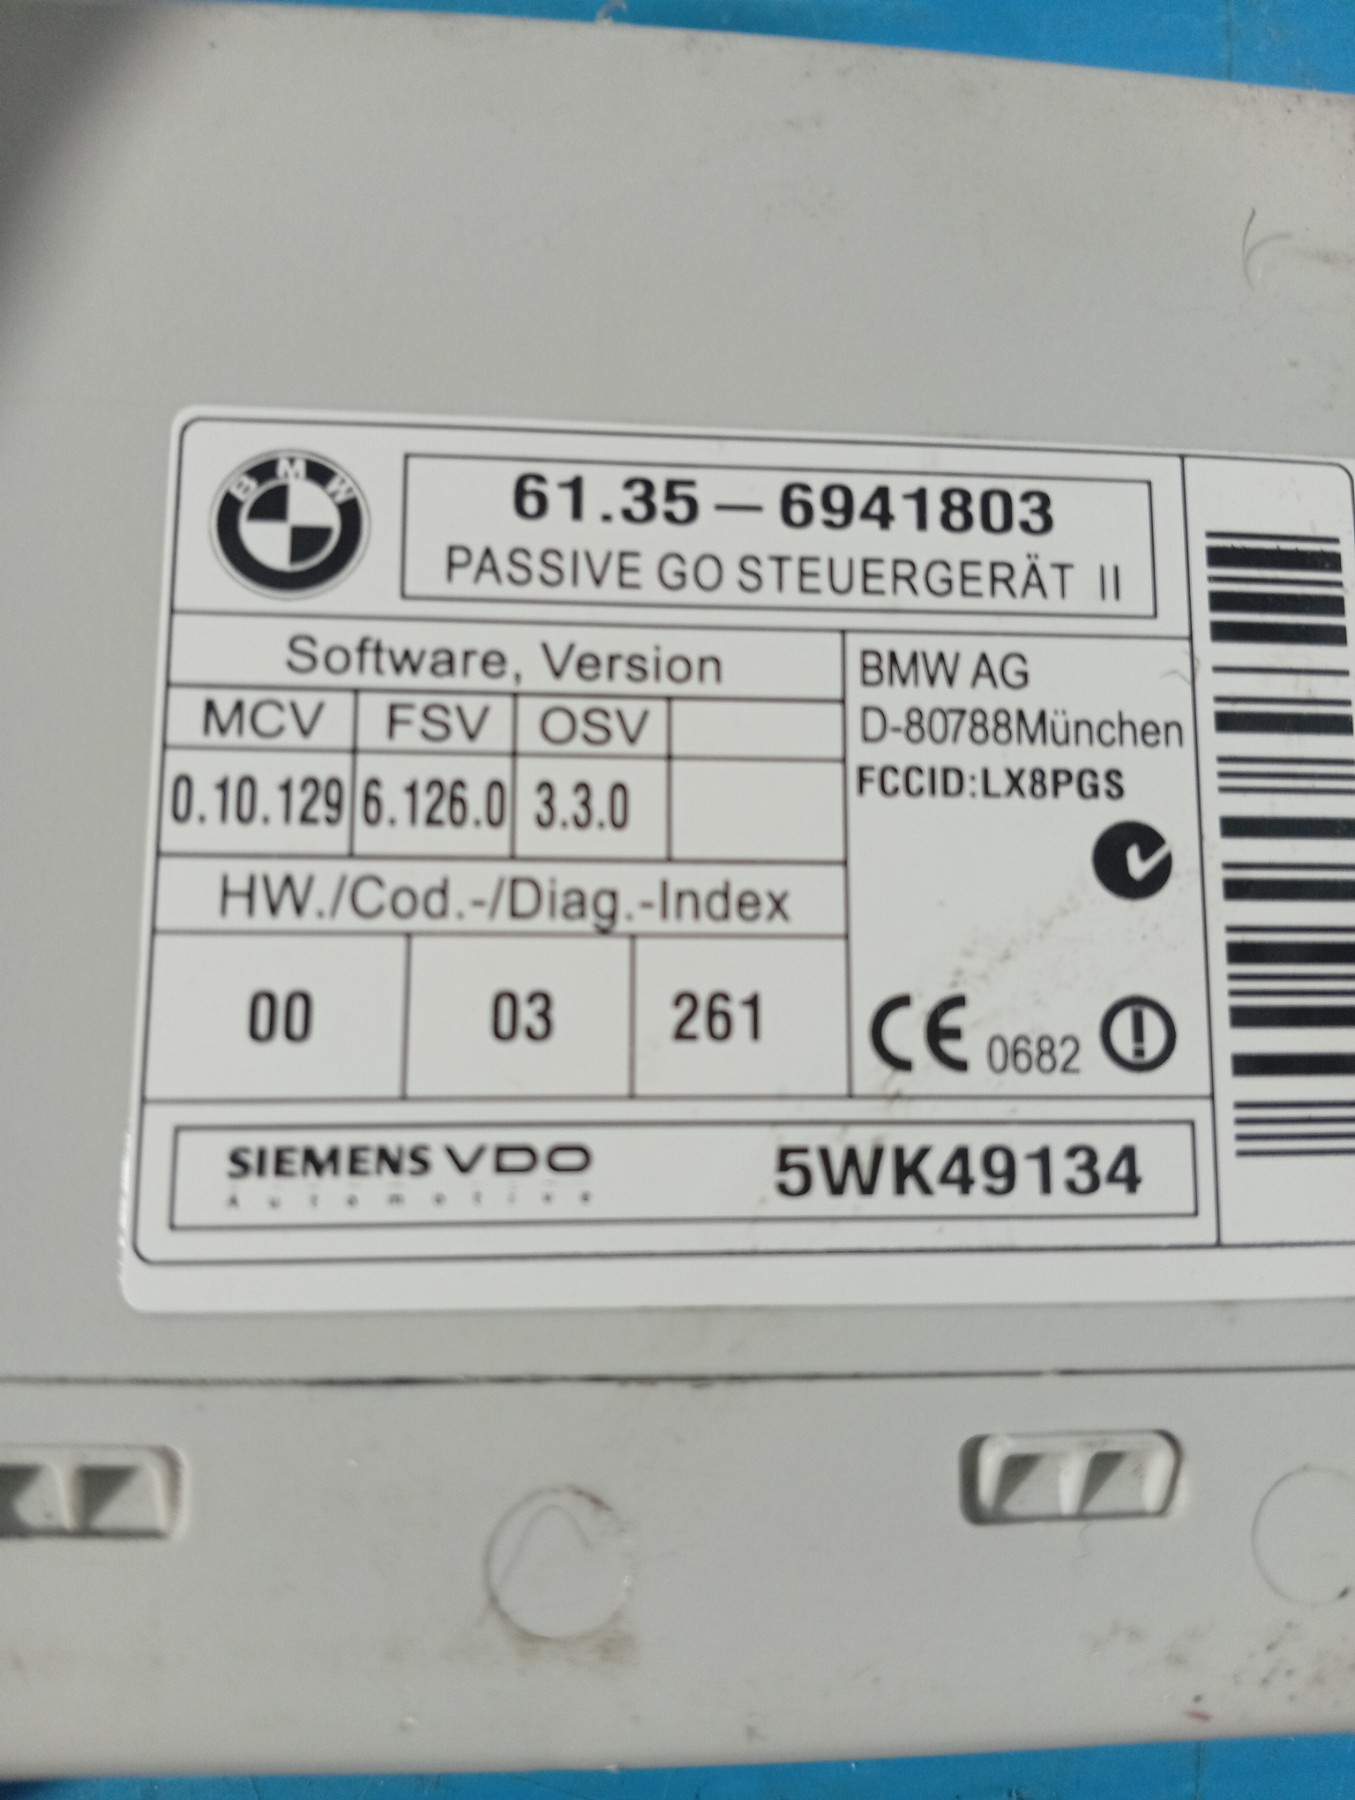 BMW
61.35-6941803
PASSIVE GO STEUERGERÄT II
Software, Version
MCV FSV OSV
0.10.129 6.126.0 3.3.0
HW./Cod.-/Diag.-Index
00 03 261
BMW AG
D-80788München
FCCID:LX8PGS
CE 0682
SIEMENS VDO
Automotive
5WK49134